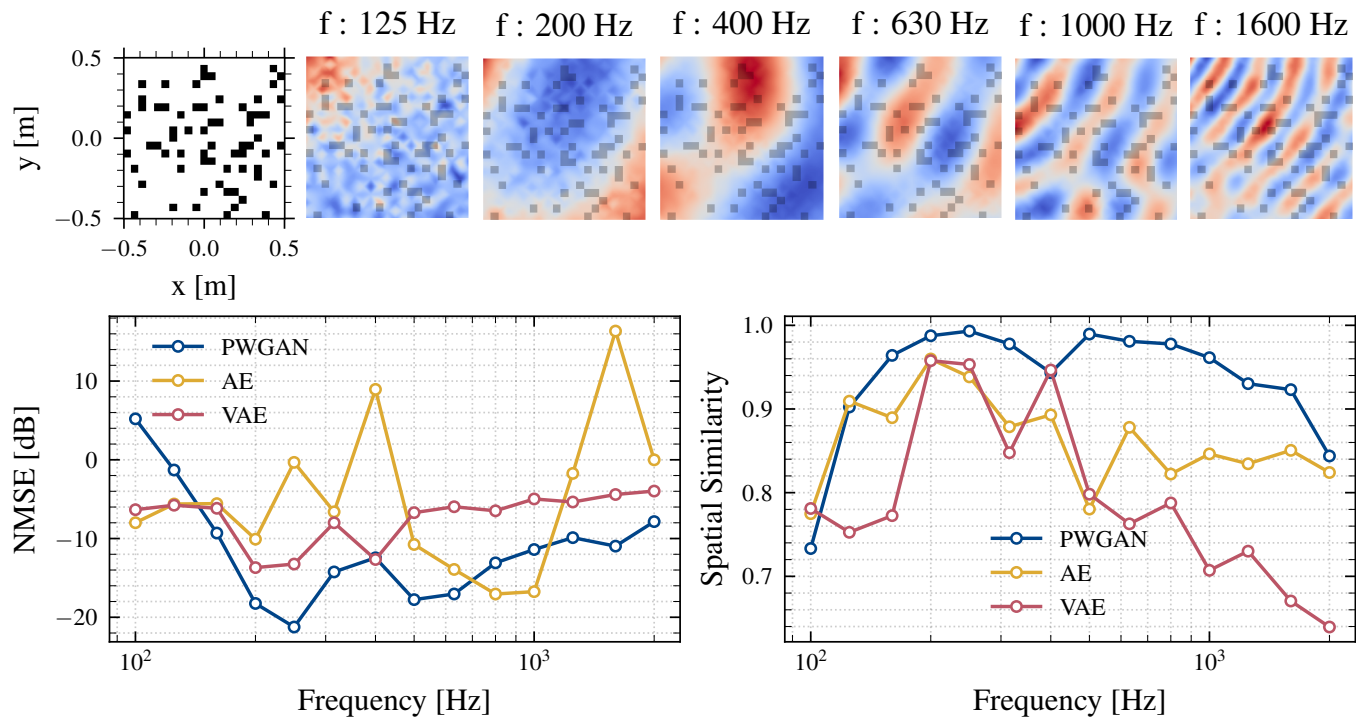 f : 125 Hz f : 200 Hz f : 400 Hz f : 630 Hz f : 1000 Hz f : 1600 Hz
0.5
0.0
−0.5
y [m]
−0.5 0.0 0.5
x [m]
10
0
−10
−20
NMSE [dB]
PWGAN
AE
VAE
10² 10³
Frequency [Hz]
1.0
0.9
0.8
0.7
Spatial Similarity
PWGAN
AE
VAE
10² 10³
Frequency [Hz]